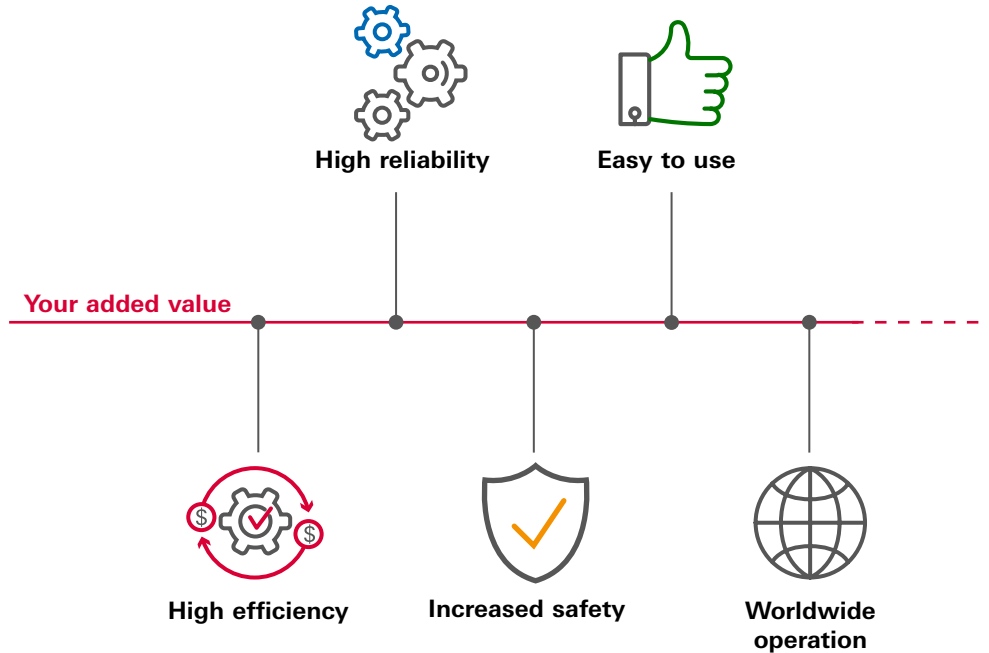 High reliability
Easy to use
Your added value
$
$
High efficiency
Increased safety
Worldwide
operation